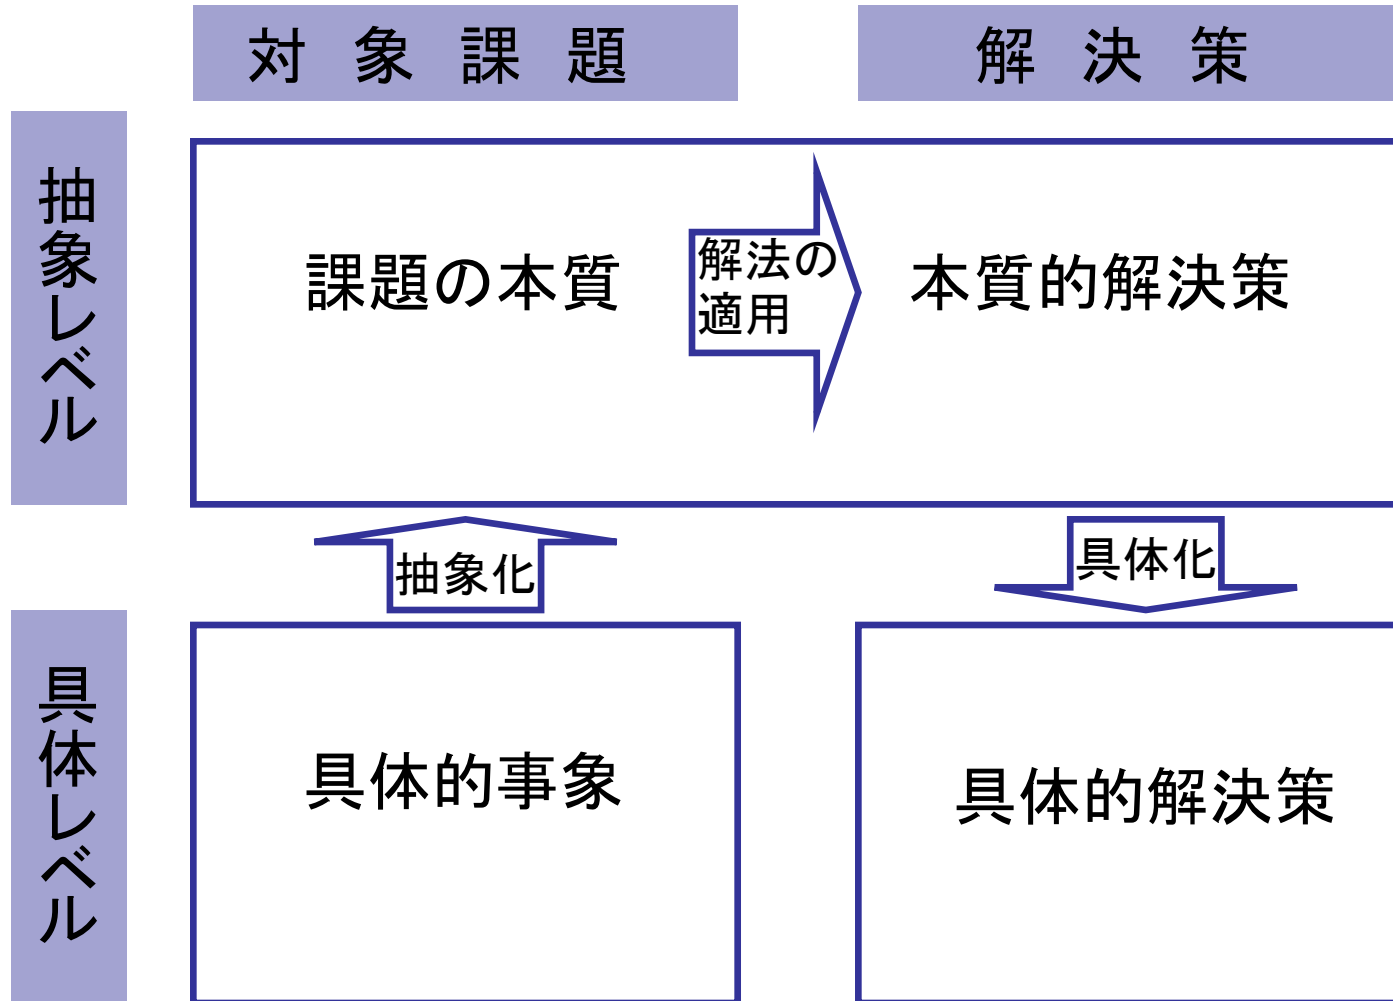 対象課題
解決策
抽象レベル
課題の本質
解法の
適用
本質的解決策
抽象化
具体化
具体レベル
具体的事象
具体的解決策